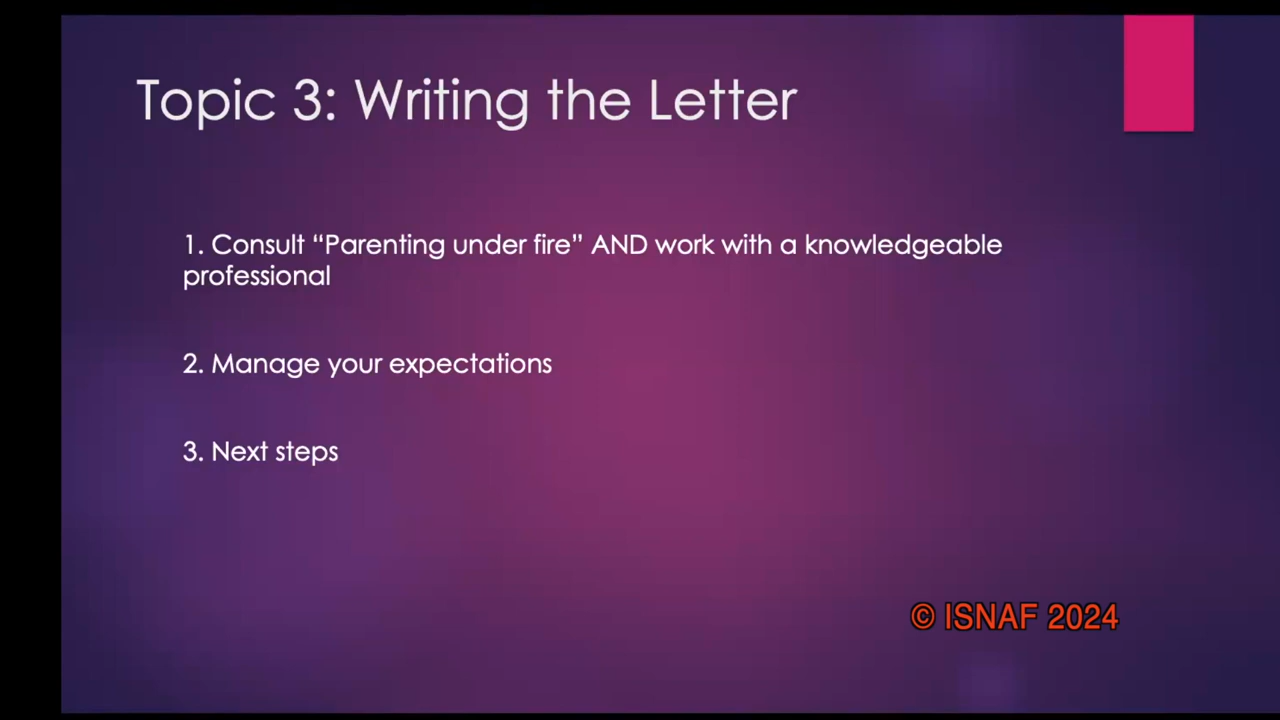 Topic 3: Writing the Letter
1. Consult “Parenting under fire” AND work with a knowledgeable
professional
2. Manage your expectations
3. Next steps
© ISNAF 2024